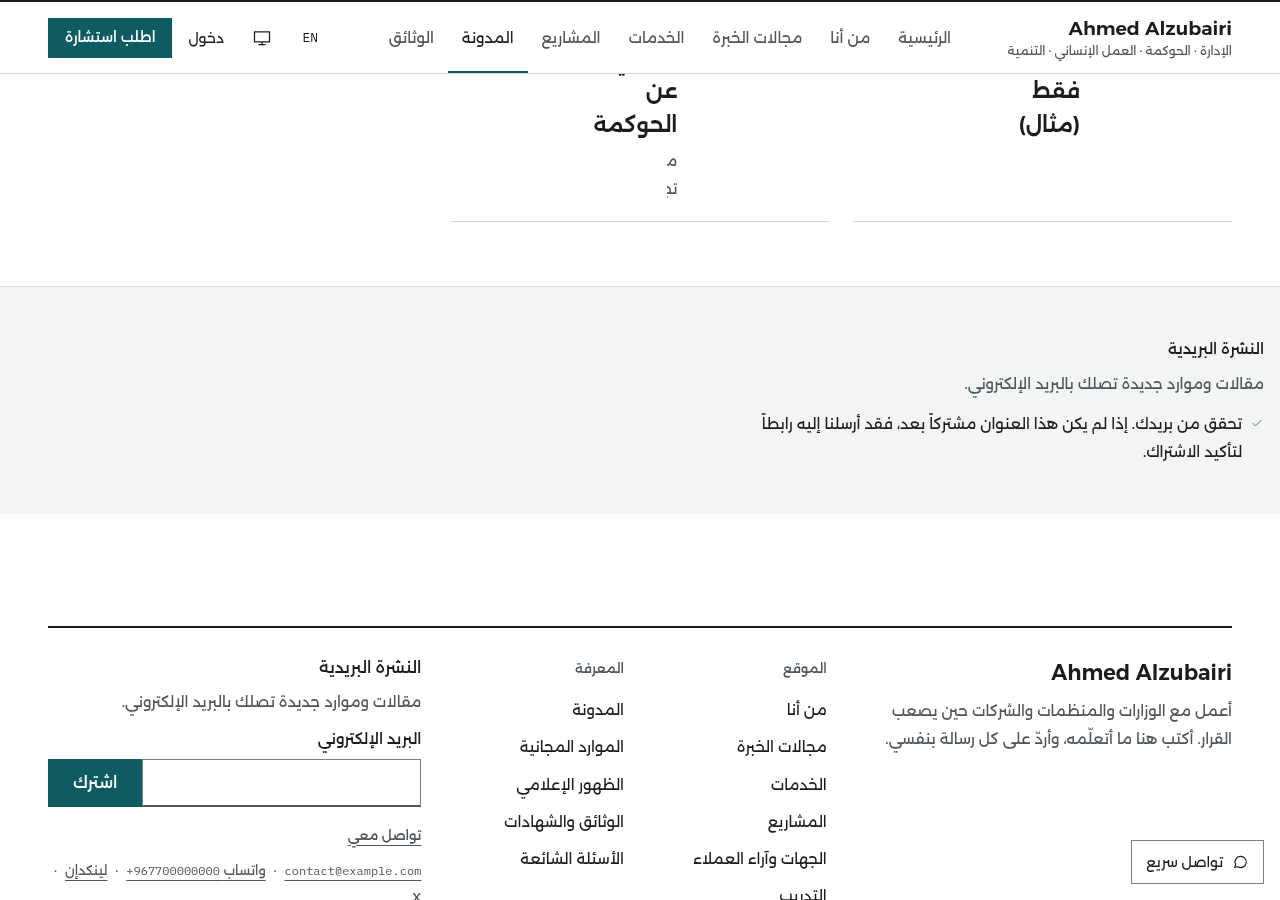 Ahmed Alzubairi
الإدارة · الحوكمة · العمل الإنساني · التنمية
الرئيسية
من أنا
مجالات الخبرة
الخدمات
المشاريع
المدونة
الوثائق
EN
دخول
اطلب استشارة
فقط
(مثال)
عن
الحوكمة
النشرة البريدية
مقالات وموارد جديدة تصلك بالبريد الإلكتروني.
تحقق من بريدك. إذا لم يكن هذا العنوان مشتركاً بعد، فقد أرسلنا إليه رابطاً
لتأكيد الاشتراك.
Ahmed Alzubairi
أعمل مع الوزارات والمنظمات والشركات حين يصعب
القرار. أكتب هنا ما أتعلّمه، وأردّ على كل رسالة بنفسي.
الموقع
من أنا
مجالات الخبرة
الخدمات
المشاريع
الجهات وآراء العملاء
التدريب
المعرفة
المدونة
الموارد المجانية
الظهور الإعلامي
الوثائق والشهادات
الأسئلة الشائعة
النشرة البريدية
مقالات وموارد جديدة تصلك بالبريد الإلكتروني.
البريد الإلكتروني
اشترك
تواصل معي
contact@example.com · واتساب +967700000000 · لينكدإن ·
X
تواصل سريع